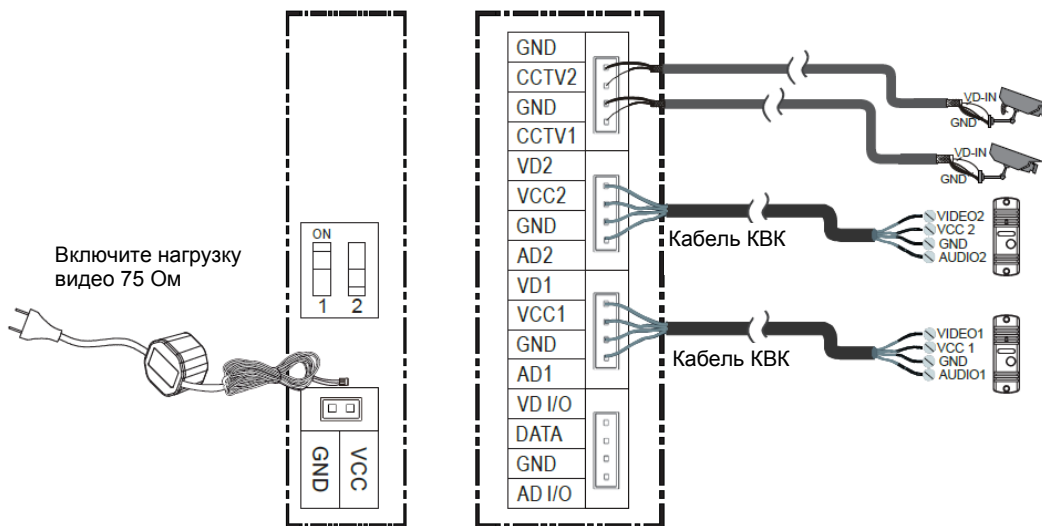 Включите нагрузку
видео 75 Ом
ON
1 2
GND
VCC
GND
CCTV2
GND
CCTV1
VD2
VCC2
GND
AD2
VD1
VCC1
GND
AD1
VD I/O
DATA
GND
AD I/O
Кабель КВК
Кабель КВК
VD-IN
GND
VD-IN
GND
VIDEO2
VCC 2
GND
AUDIO2
VIDEO1
VCC 1
GND
AUDIO1